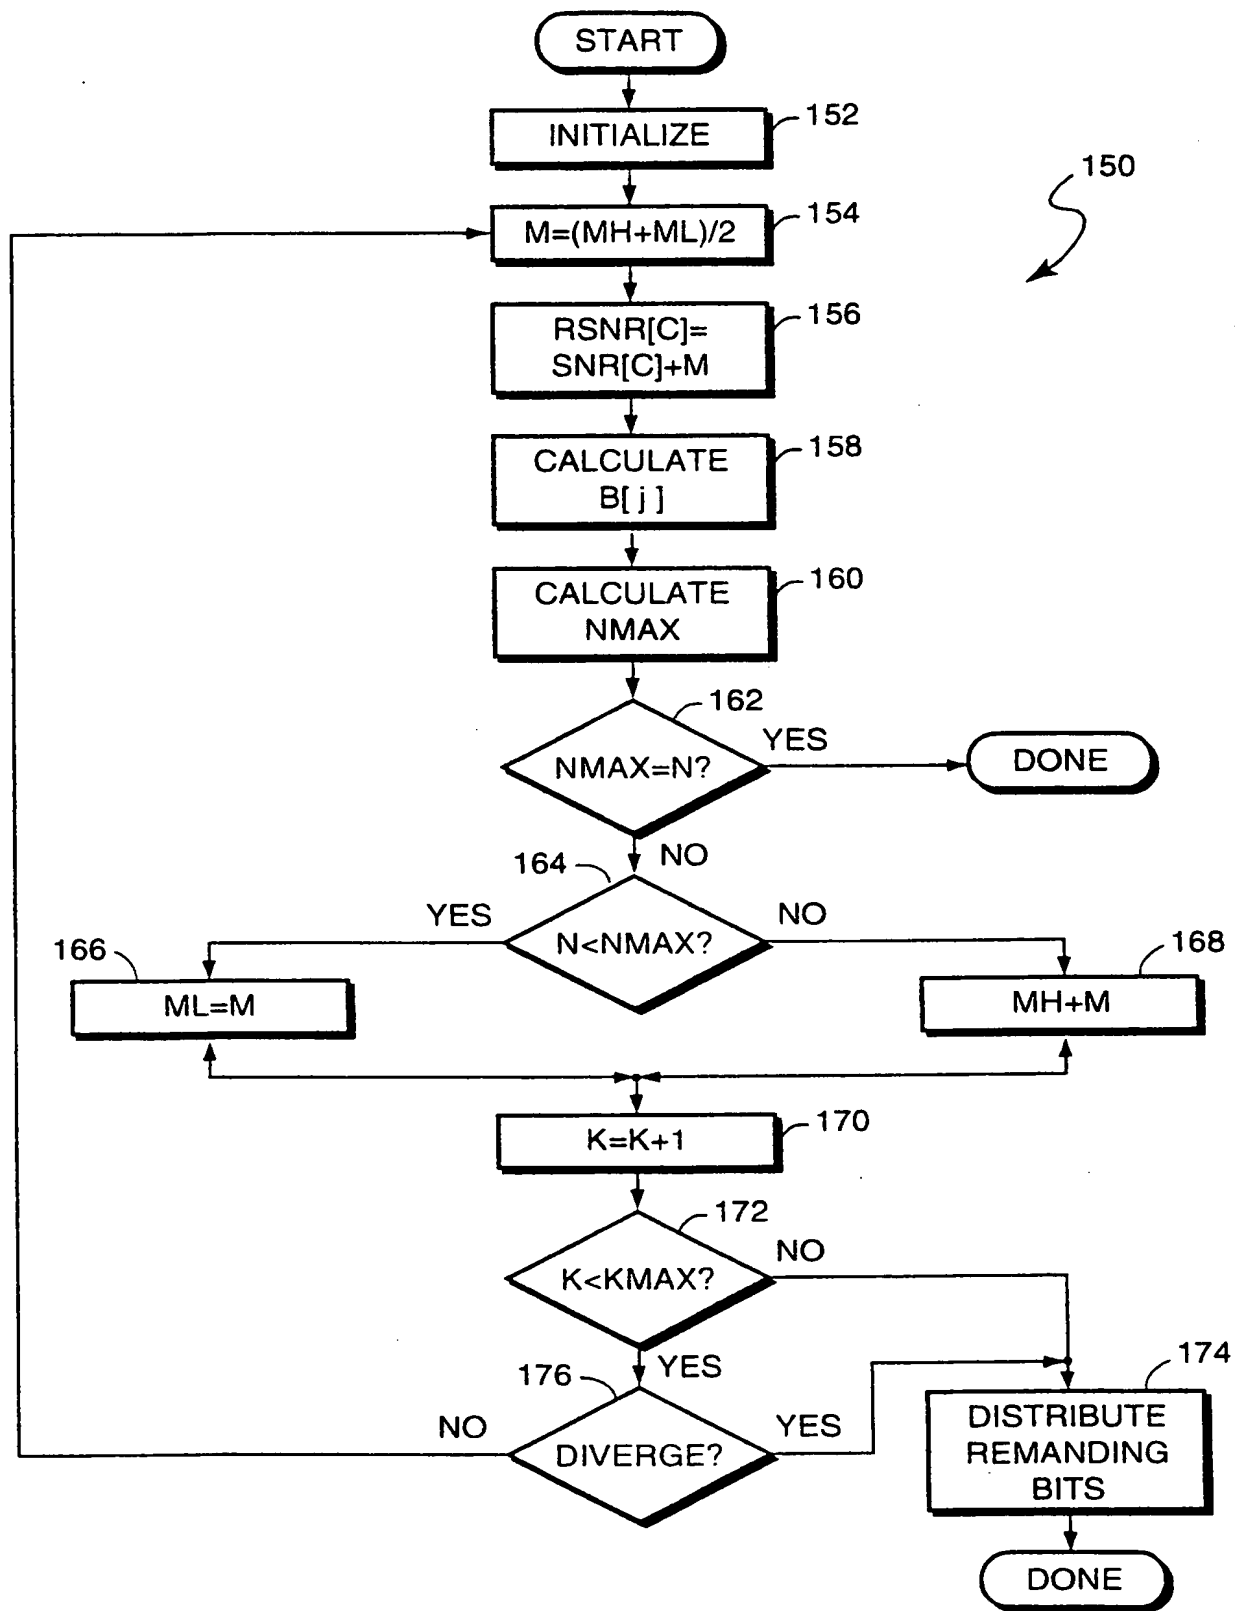 START
INITIALIZE
152
150
M=(MH+ML)/2
154
RSNR[C]=
SNR[C]+M
156
CALCULATE
B[ j ]
158
CALCULATE
NMAX
160
NMAX=N?
162
YES
DONE
NO
164
N<NMAX?
YES
NO
166
ML=M
168
MH+M
K=K+1
170
K<KMAX?
172
NO
YES
176
DIVERGE?
NO
YES
174
DISTRIBUTE
REMANDING
BITS
DONE